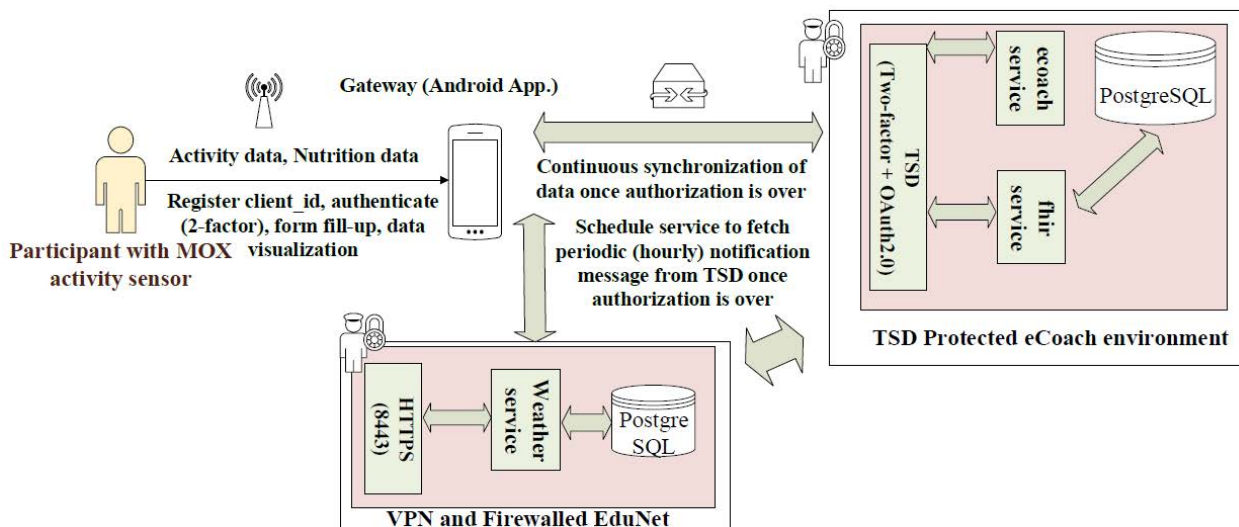 Gateway (Android App.)
Activity data, Nutrition data
Register client_id, authenticate
(2-factor), form fill-up, data
visualization
Participant with MOX
activity sensor
Continuous synchronization of
data once authorization is over
Schedule service to fetch
periodic (hourly) notification
message from TSD once
authorization is over
TSD
(Two-factor + OAuth2.0)
ecoach
service
PostgreSQL
fhir
service
TSD Protected eCoach environment
HTTPS
(8443)
Weather
service
Postgre
SQL
VPN and Firewalled EduNet